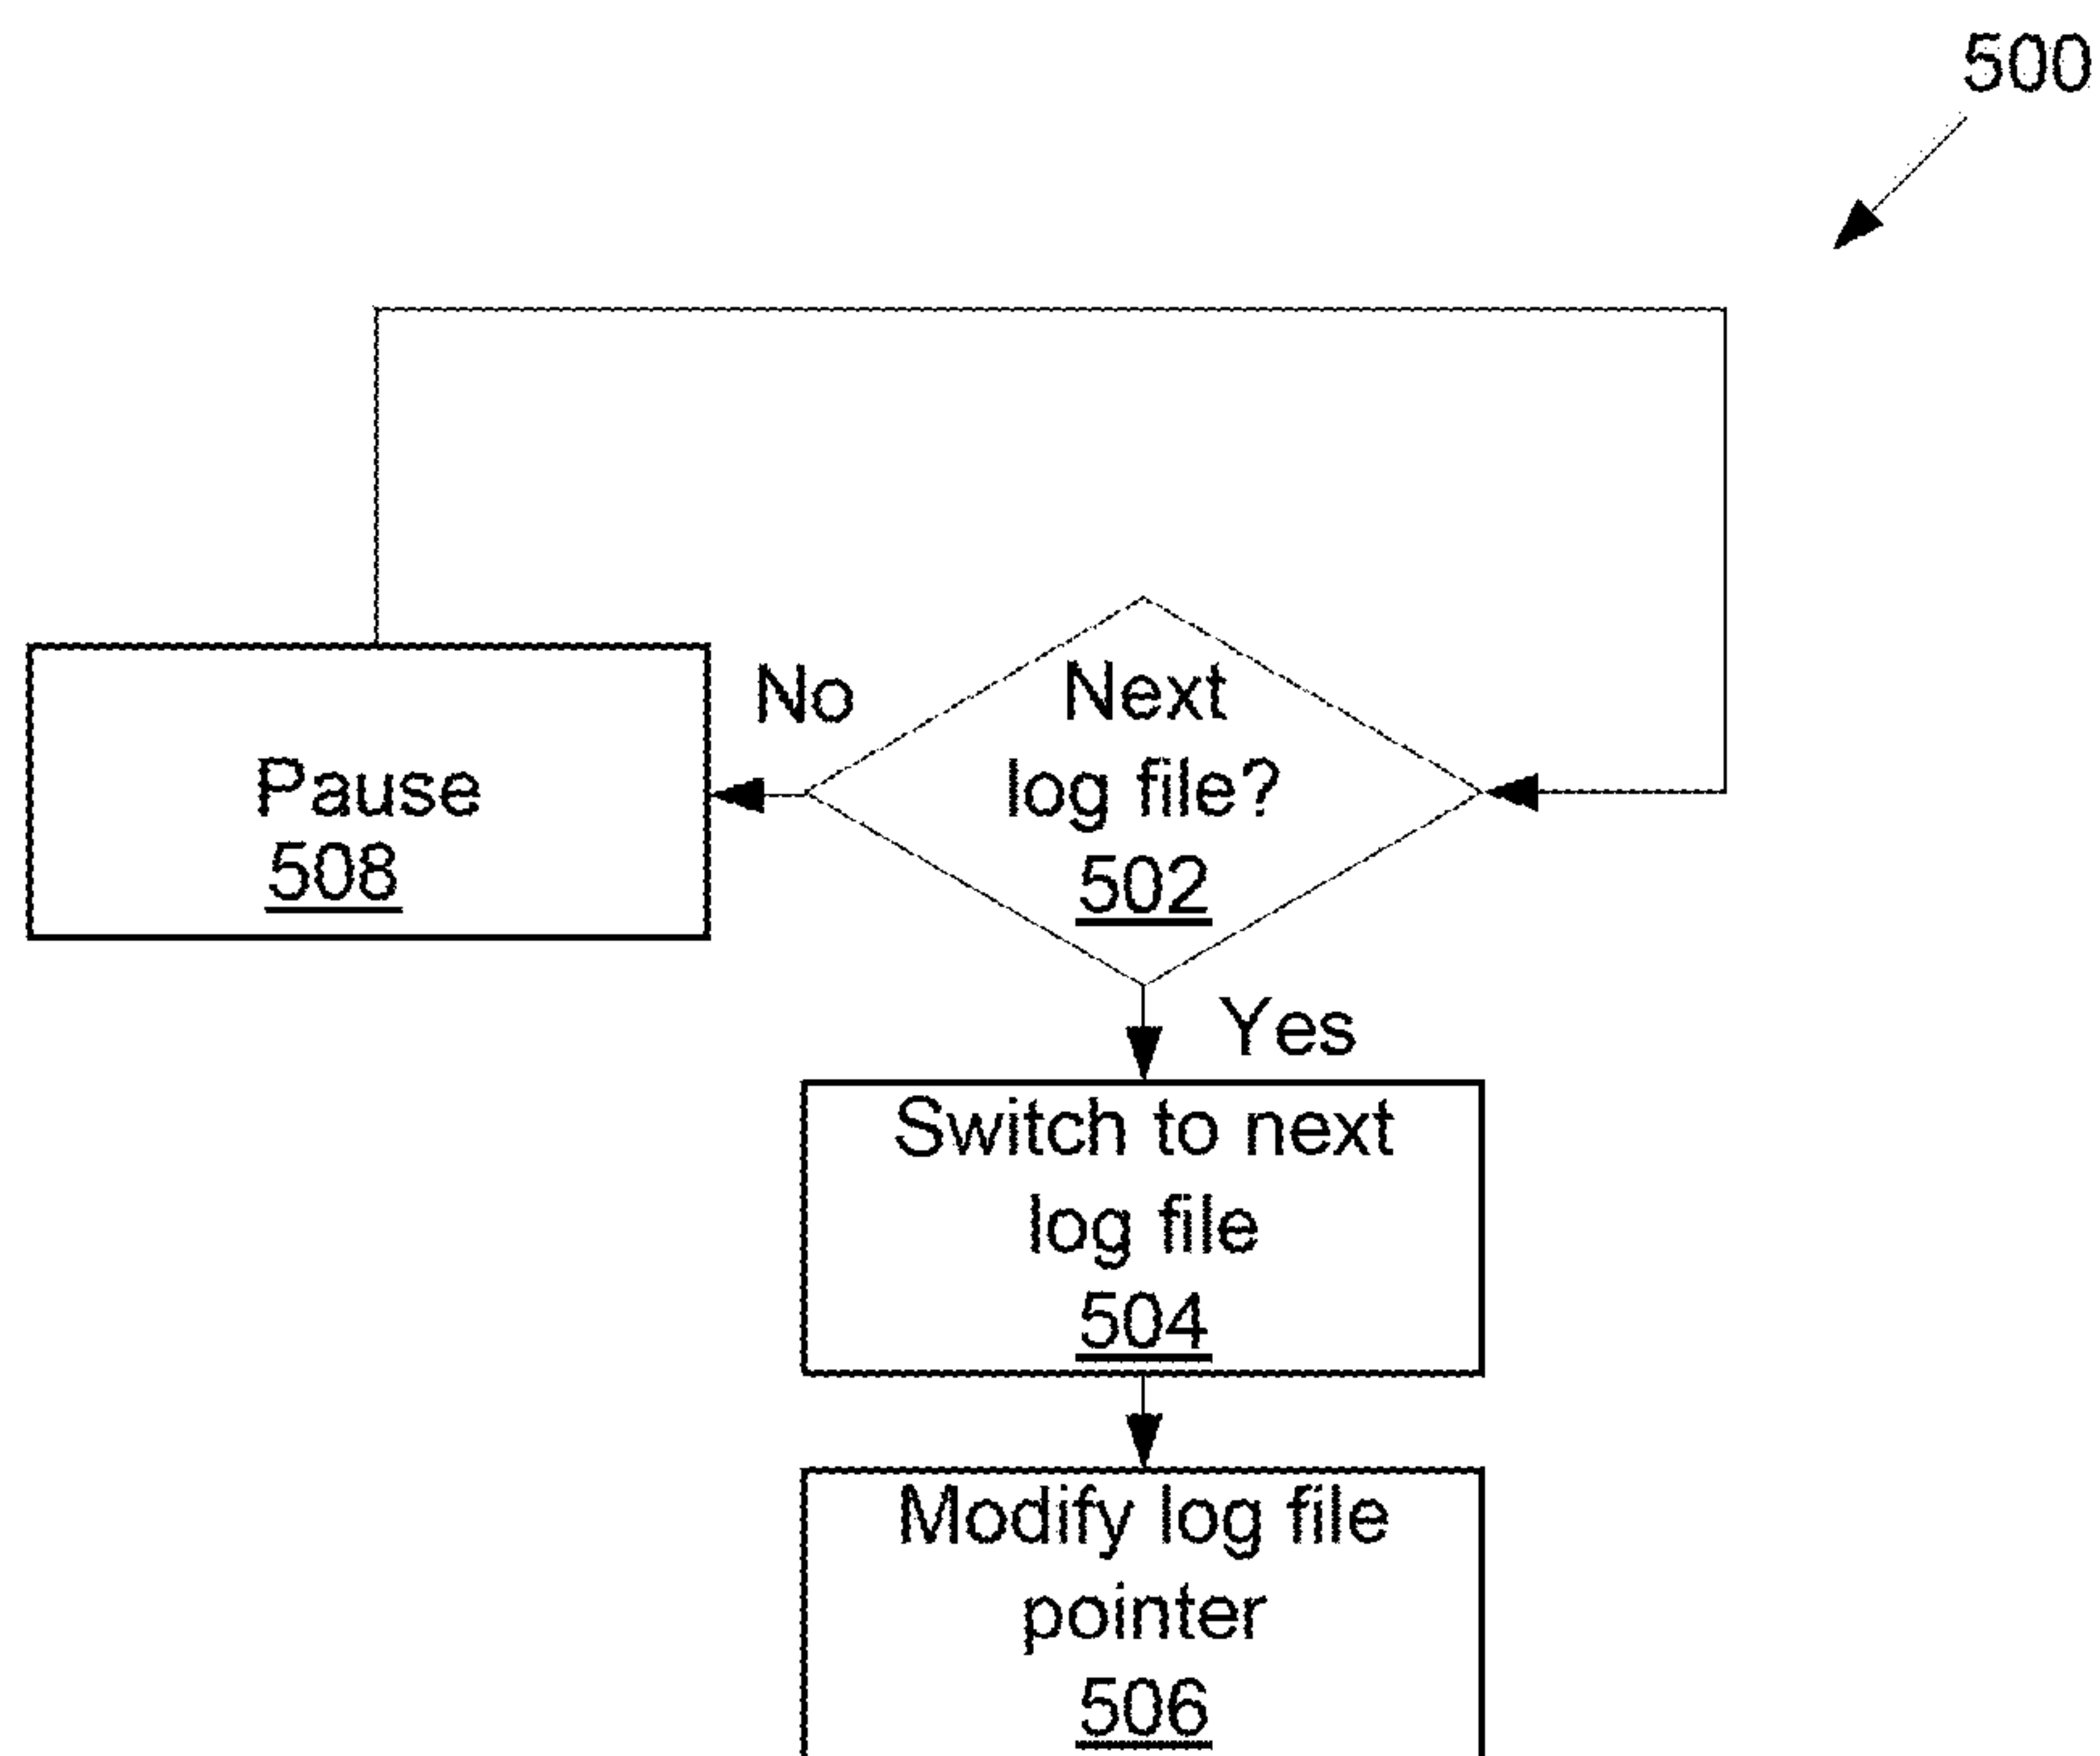 500
No
Next
log file?
502
Pause
508
Yes
Switch to next
log file
504
Modify log file
pointer
506